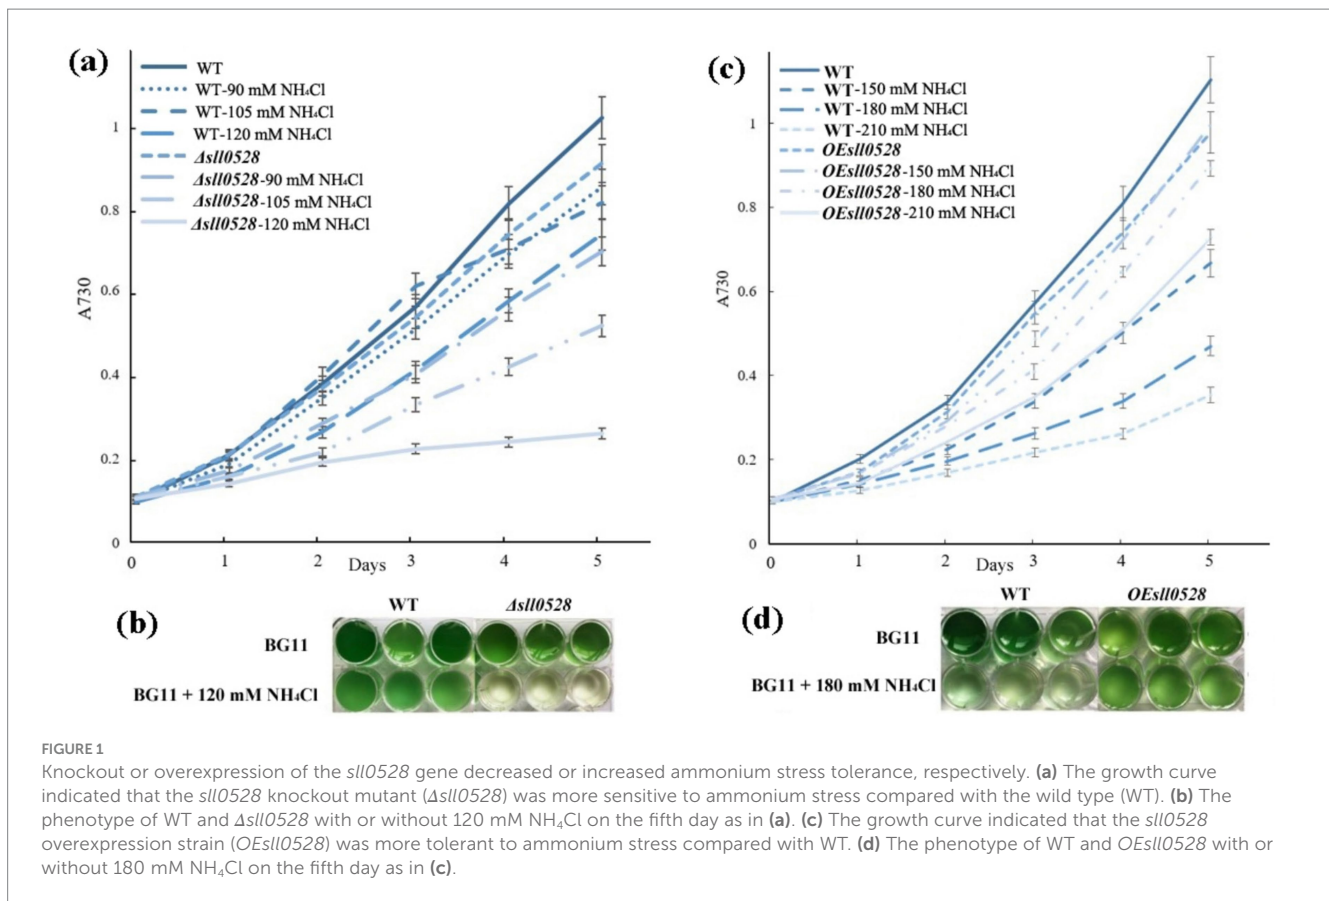 (a)
WT
WT-90 mM NH₄Cl
WT-105 mM NH₄Cl
WT-120 mM NH₄Cl
Δsll0528
Δsll0528-90 mM NH₄Cl
Δsll0528-105 mM NH₄Cl
Δsll0528-120 mM NH₄Cl
1
0.8
0.6
0.4
0.2
0
A730
0 1 2 3 4 5
Days
(c)
WT
WT-150 mM NH₄Cl
WT-180 mM NH₄Cl
WT-210 mM NH₄Cl
OEsll0528
OEsll0528-150 mM NH₄Cl
OEsll0528-180 mM NH₄Cl
OEsll0528-210 mM NH₄Cl
1
0.8
0.6
0.4
0.2
0
A730
0 1 2 3 4 5
Days
(b)
WT Δsll0528
BG11
BG11 + 120 mM NH₄Cl
(d)
WT OEsll0528
BG11
BG11 + 180 mM NH₄Cl
FIGURE 1
Knockout or overexpression of the sll0528 gene decreased or increased ammonium stress tolerance, respectively. (a) The growth curve
indicated that the sll0528 knockout mutant (Δsll0528) was more sensitive to ammonium stress compared with the wild type (WT). (b) The
phenotype of WT and Δsll0528 with or without 120 mM NH₄Cl on the fifth day as in (a). (c) The growth curve indicated that the sll0528
overexpression strain (OEsll0528) was more tolerant to ammonium stress compared with WT. (d) The phenotype of WT and OEsll0528 with or
without 180 mM NH₄Cl on the fifth day as in (c).